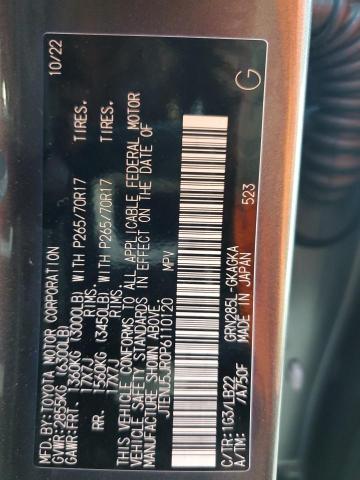 MFD.BY: TOYOTA MOTOR CORPORATION 10/22
GVWR:2855KG (6300LB)
GAWR:FRT. 1360KG (3000LB) WITH P265/70R17 TIRES.
17X7J RIMS.
RR. 1565KG (3450LB) WITH P265/70R17 TIRES.
RIMS.
THIS VEHICLE CONFORMS TO ALL APPLICABLE FEDERAL MOTOR
VEHICLE SAFETY STANDARDS IN EFFECT ON THE DATE OF
MANUFACTURE SHOWN ABOVE.
MPV
G
C/TR:1G3/LB22
A/TM: /A750F
GRN285L-GKAGKA
MADE IN JAPAN
523